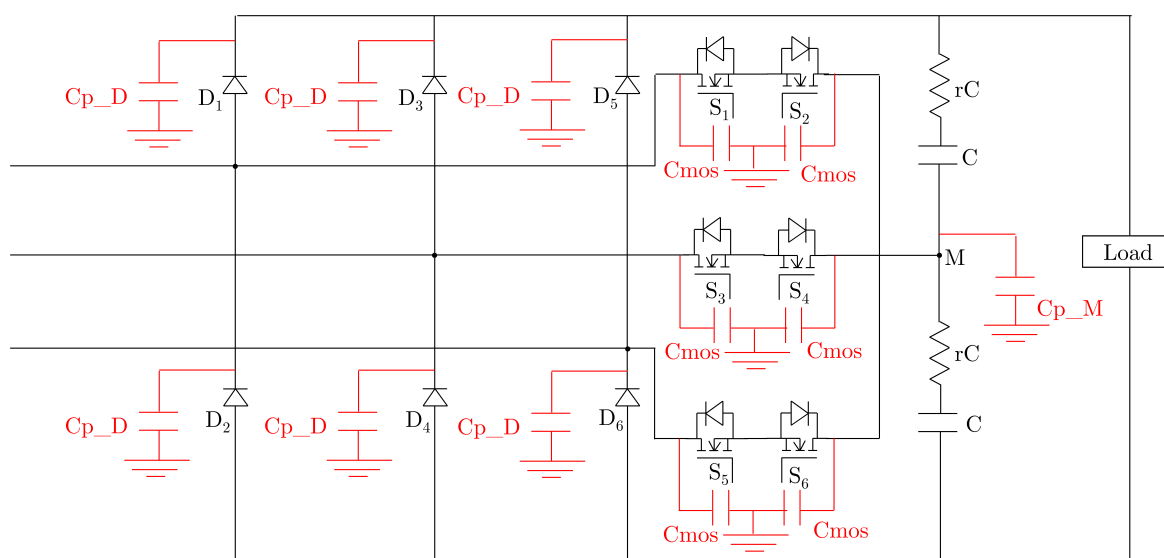 Cp_D
D1
Cp_D
D3
Cp_D
D5
S1
S2
rC
C
Cmos
Cmos
M
Load
S3
S4
Cp_M
Cmos
Cmos
rC
Cp_D
D2
Cp_D
D4
Cp_D
D6
C
S5
S6
Cmos
Cmos